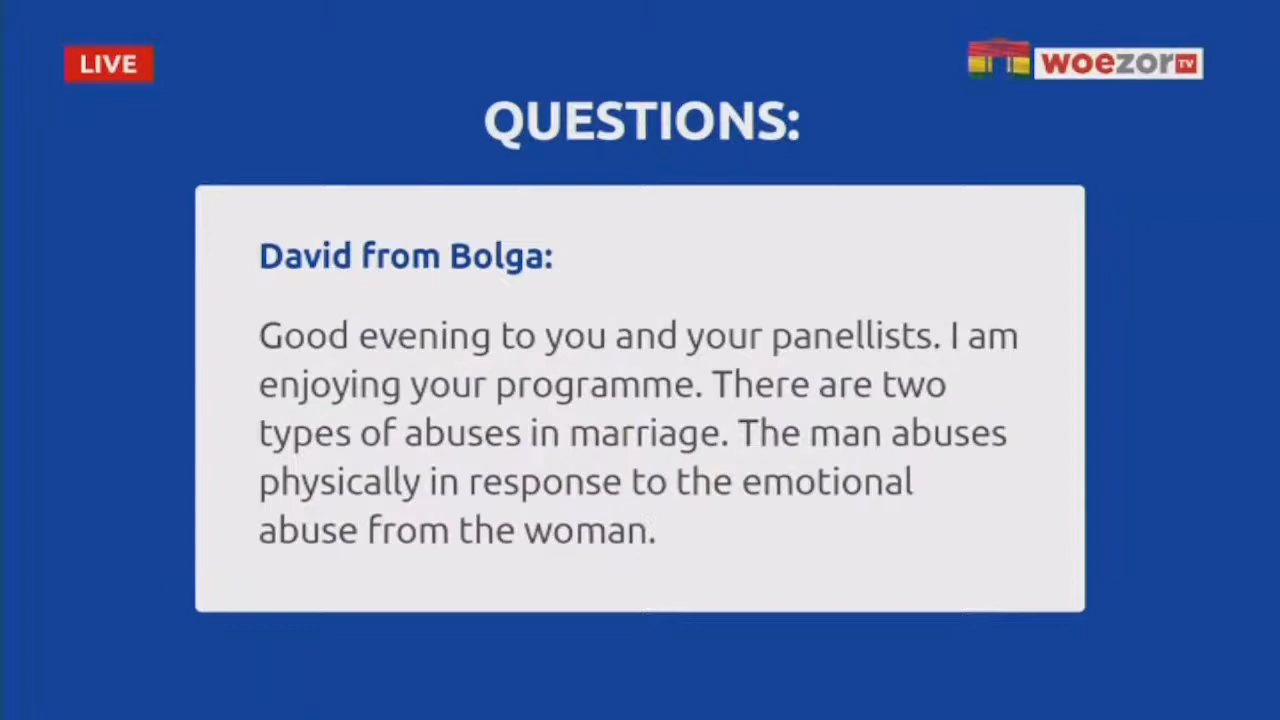 LIVE
woezor TV
QUESTIONS:
David from Bolga:
Good evening to you and your panellists. I am
enjoying your programme. There are two
types of abuses in marriage. The man abuses
physically in response to the emotional
abuse from the woman.